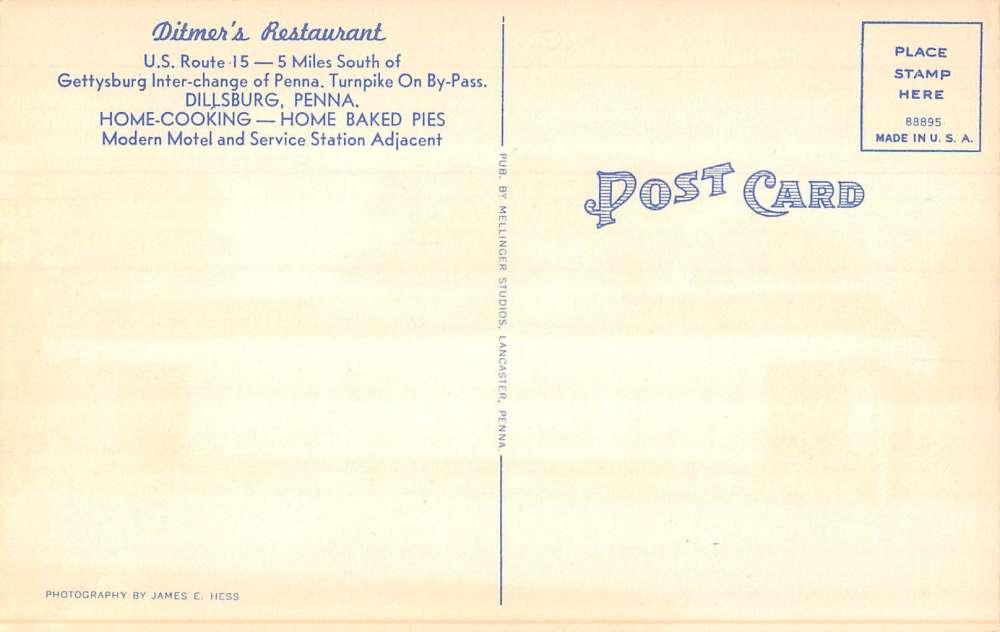 Ditmer's Restaurant
U.S. Route 15 — 5 Miles South of
Gettysburg Inter-change of Penna. Turnpike On By-Pass.
DILLSBURG, PENNA.
HOME-COOKING — HOME BAKED PIES
Modern Motel and Service Station Adjacent
PUB. BY MELLINGER STUDIOS, LANCASTER, PENNA.
PLACE
STAMP
HERE
88895
MADE IN U. S. A.
POST CARD
PHOTOGRAPHY BY JAMES E. HESS